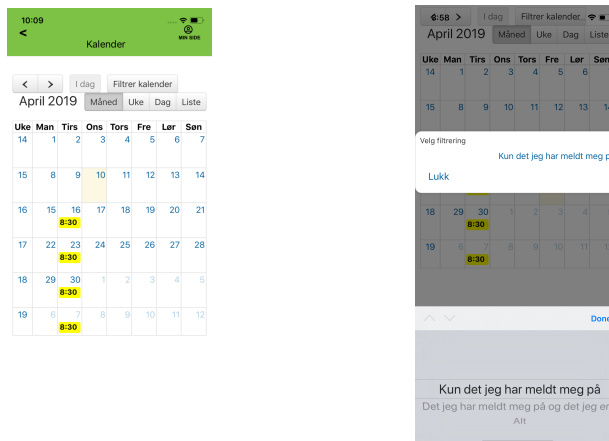 10:09
<
MIN SIDE
Kalender
< > I dag Filtrer kalender
April 2019 Måned Uke Dag Liste
Uke Man Tirs Ons Tors Fre Lør Søn
14 1 2 3 4 5 6 7
15 8 9 10 11 12 13 14
16 15 16 17 18 19 20 21
8:30
17 22 23 24 25 26 27 28
8:30
18 29 30 1 2 3 4 5
8:30
19 6 7 8 9 10 11 12
8:30
:58 > I dag Filtrer kalender...
April 2019 Måned Uke Dag Liste
Uke Man Tirs Ons Tors Fre Lør Søn
14 1 2 3 4 5 6
15 8 9 10 11 12 13
Velg filtrering
Kun det jeg har meldt meg
Lukk
18 29 30 1 2 3 4
8:30
19 6 7 8 9 10 11
8:30
Done
Kun det jeg har meldt meg på
Det jeg har meldt meg på og det jeg er
Alt